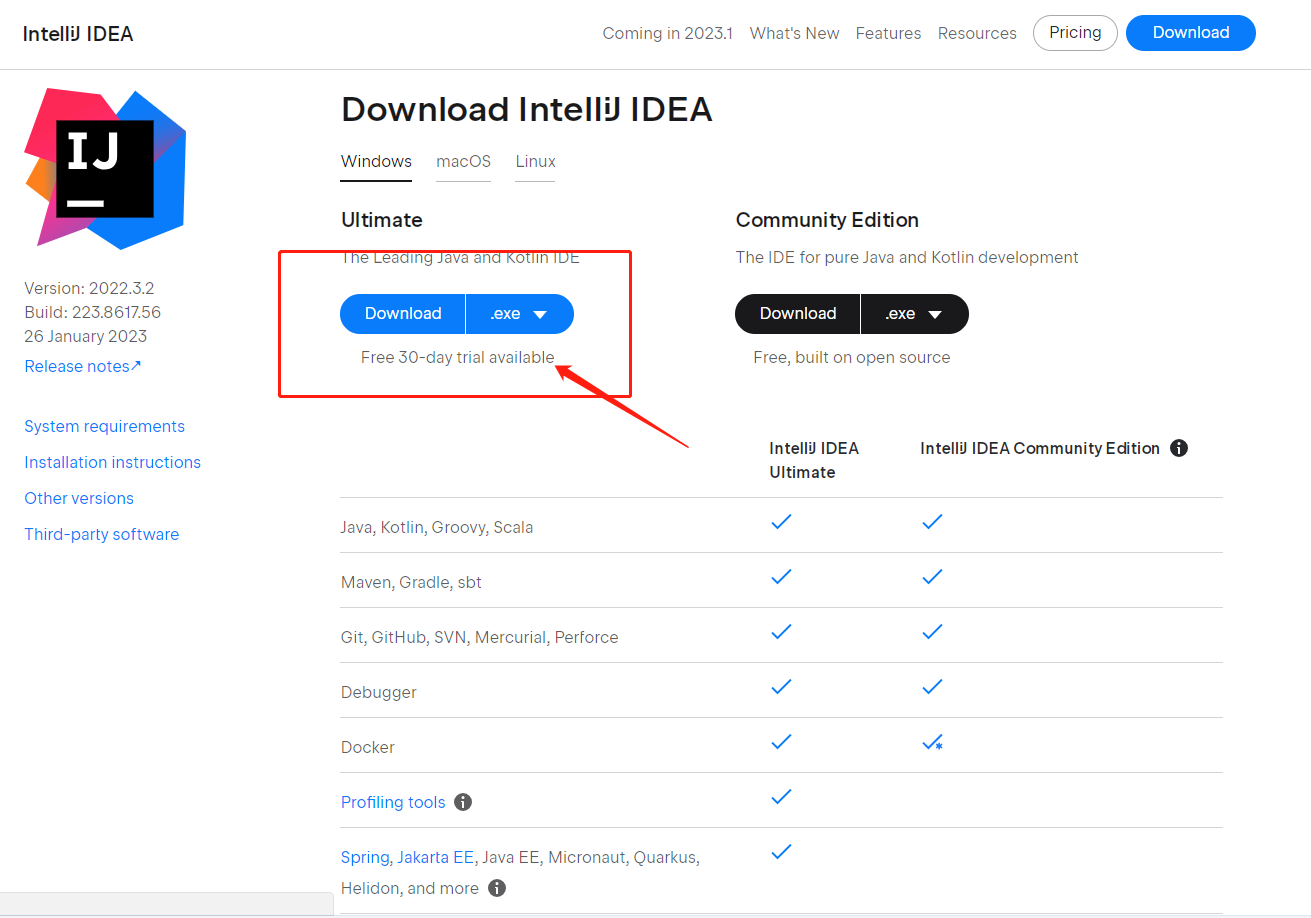 IntelliJ IDEA
Coming in 2023.1 What's New Features Resources Pricing Download
IJ
Version: 2022.3.2
Build: 223.8617.56
26 January 2023
Release notes↗
System requirements
Installation instructions
Other versions
Third-party software
Download IntelliJ IDEA
Windows macOS Linux
Ultimate
The Leading Java and Kotlin IDE
Download .exe
Free 30-day trial available
Community Edition
The IDE for pure Java and Kotlin development
Download .exe
Free, built on open source
IntelliJ IDEA
Ultimate
IntelliJ IDEA Community Edition
Java, Kotlin, Groovy, Scala
Maven, Gradle, sbt
Git, GitHub, SVN, Mercurial, Perforce
Debugger
Docker
Profiling tools
Spring, Jakarta EE, Java EE, Micronaut, Quarkus,
Helidon, and more